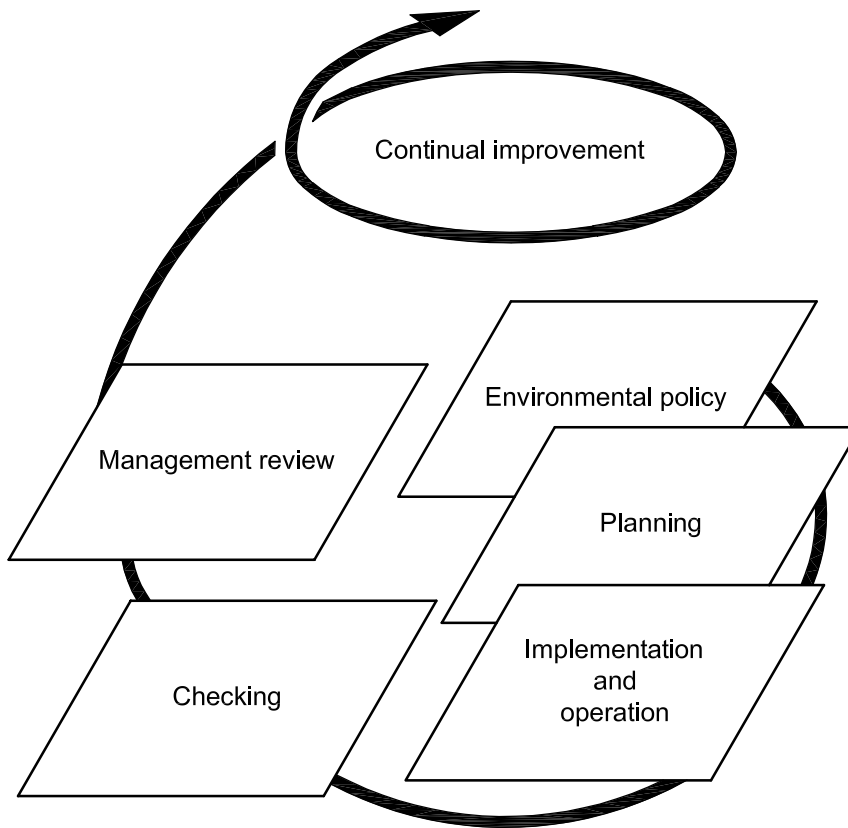 Continual improvement
Environmental policy
Management review
Planning
Implementation
and
operation
Checking